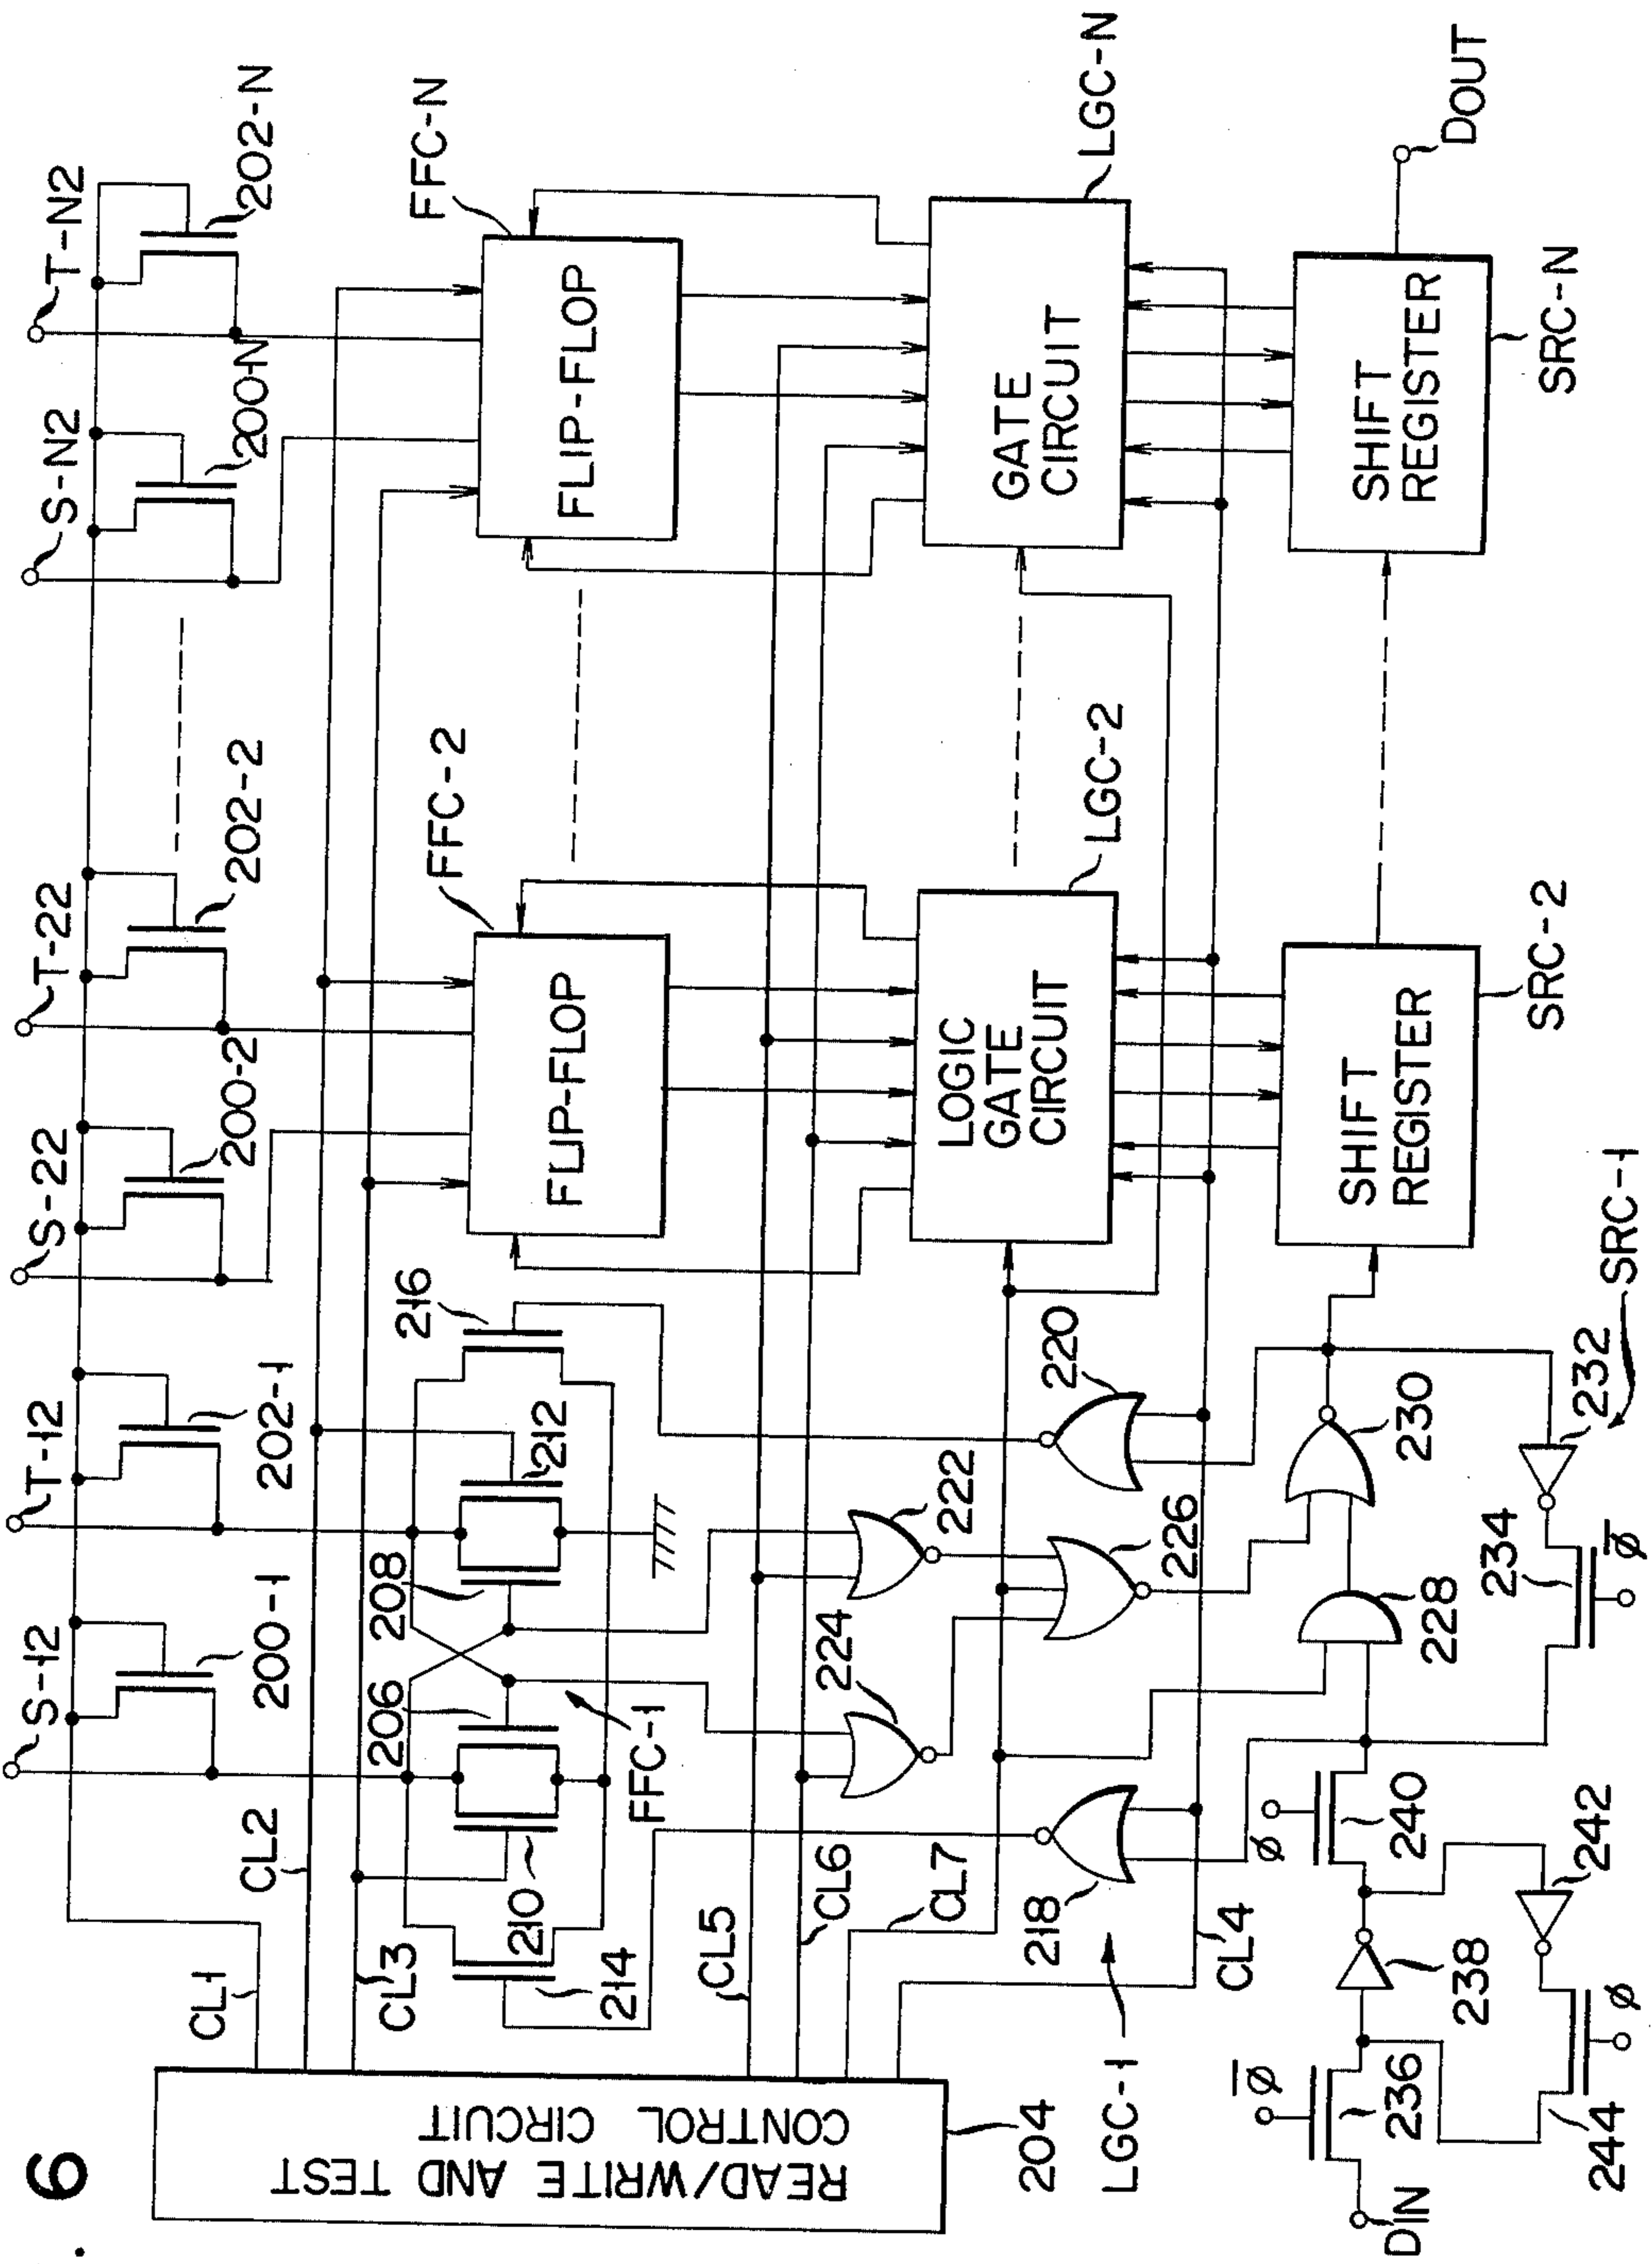 . 6
S-12
T-12
S-22
T-22
S-N2
T-N2
200-1
202-1
200-2
202-2
200-N
202-N
CL1
CL2
CL3
206
208
210
212
214
216
FFC-1
FFC-2
FFC-N
FLIP-FLOP
FLIP-FLOP
READ/WRITE AND TEST
CONTROL
CIRCUIT
204
CL5
CL6
CL7
CL4
218
220
222
224
226
LGC-1
LGC-2
LGC-N
LOGIC
GATE
CIRCUIT
GATE
CIRCUIT
228
230
232
234
236
238
240
242
244
Φ
Φ
Φ
Φ
DIN
SRC-1
SRC-2
SRC-N
SHIFT
REGISTER
SHIFT
REGISTER
DOUT